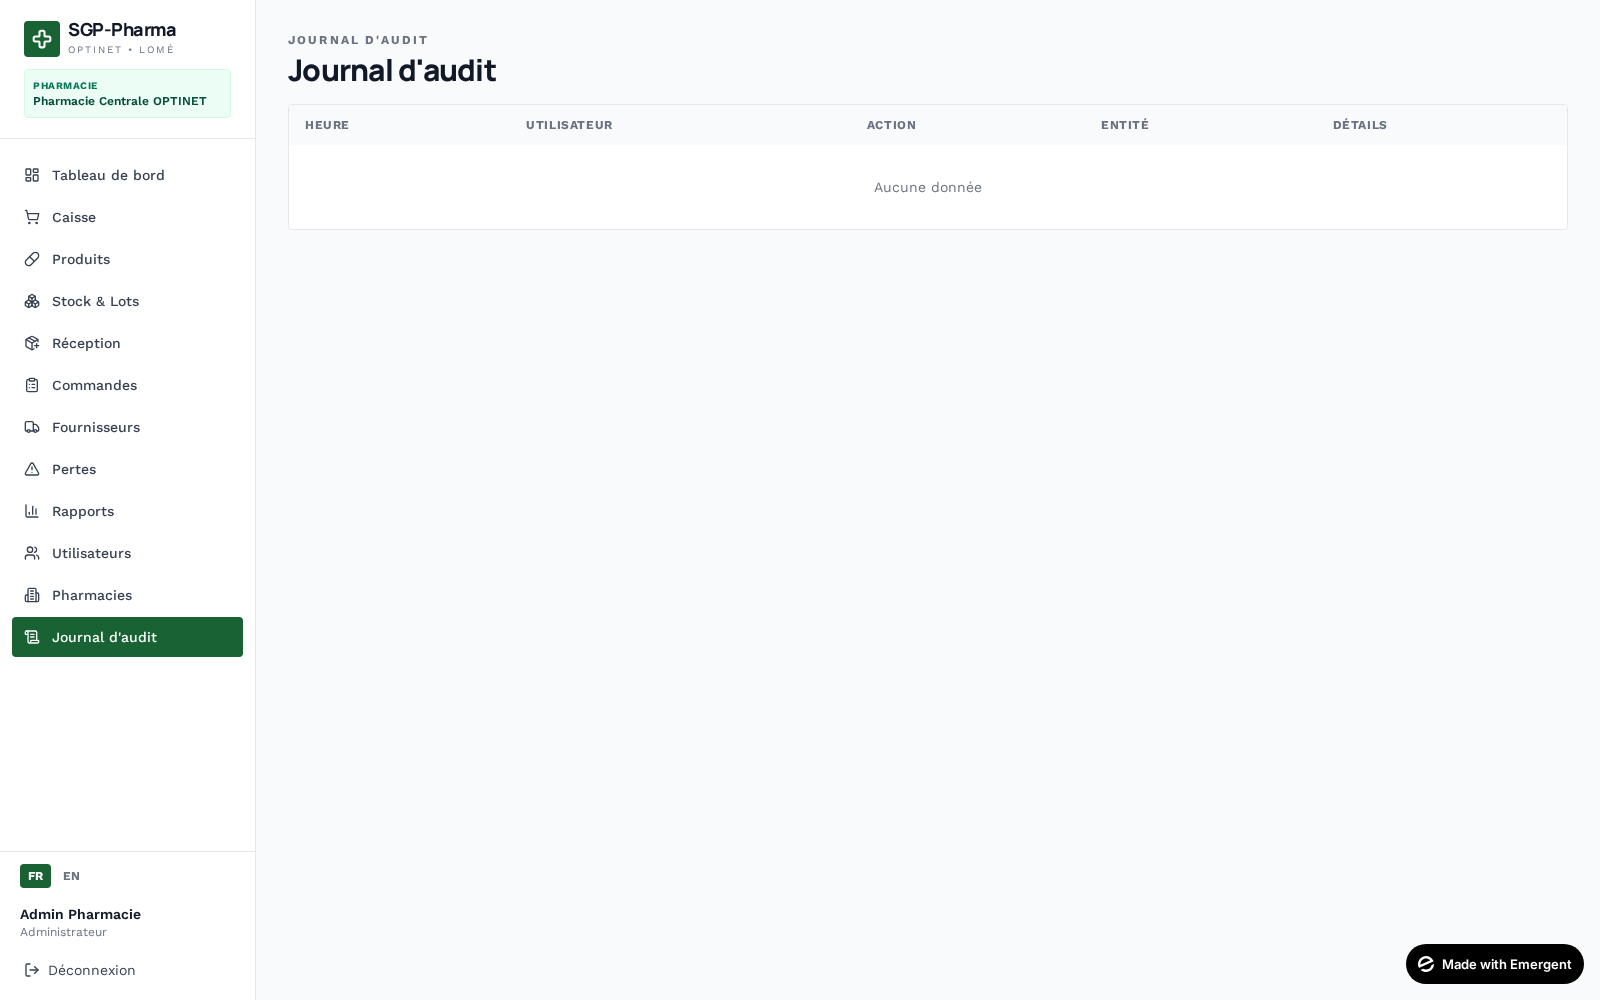 SGP-Pharma
OPTINET • LOMÉ
PHARMACIE
Pharmacie Centrale OPTINET
Tableau de bord
Caisse
Produits
Stock & Lots
Réception
Commandes
Fournisseurs
Pertes
Rapports
Utilisateurs
Pharmacies
Journal d'audit
FR EN
Admin Pharmacie
Administrateur
Déconnexion
JOURNAL D'AUDIT
Journal d'audit
HEURE UTILISATEUR ACTION ENTITÉ DÉTAILS
Aucune donnée
Made with Emergent